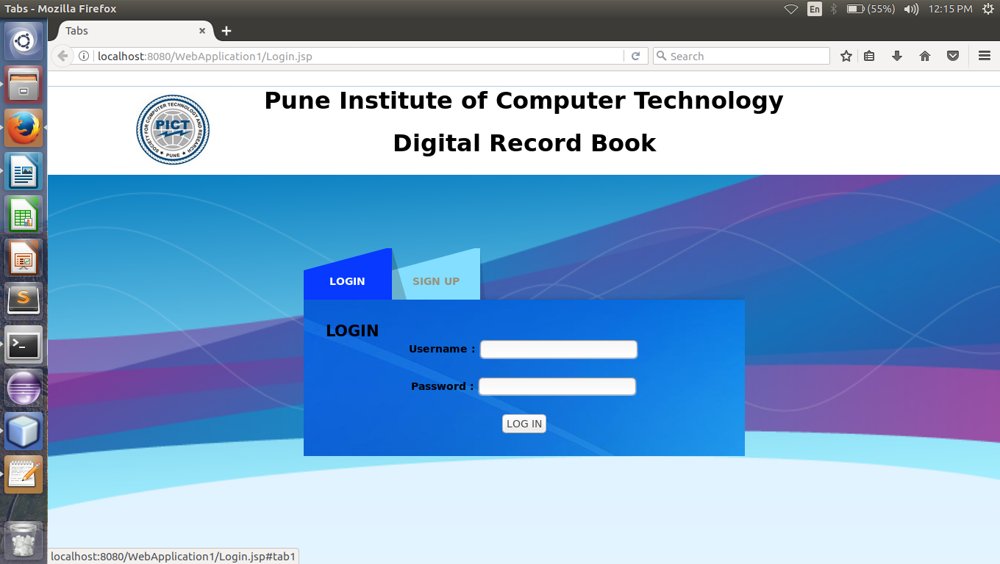 Tabs - Mozilla Firefox
En
(55%)
12:15 PM
Tabs
localhost:8080/WebApplication1/Login.jsp
Search
Pune Institute of Computer Technology
SOCIETY FOR COMPUTER TECHNOLOGY AND RESEARCH
PICT
★ PUNE ★
Digital Record Book
LOGIN
SIGN UP
LOGIN
Username :
Password :
LOG IN
S
>_
localhost:8080/WebApplication1/Login.jsp#tab1